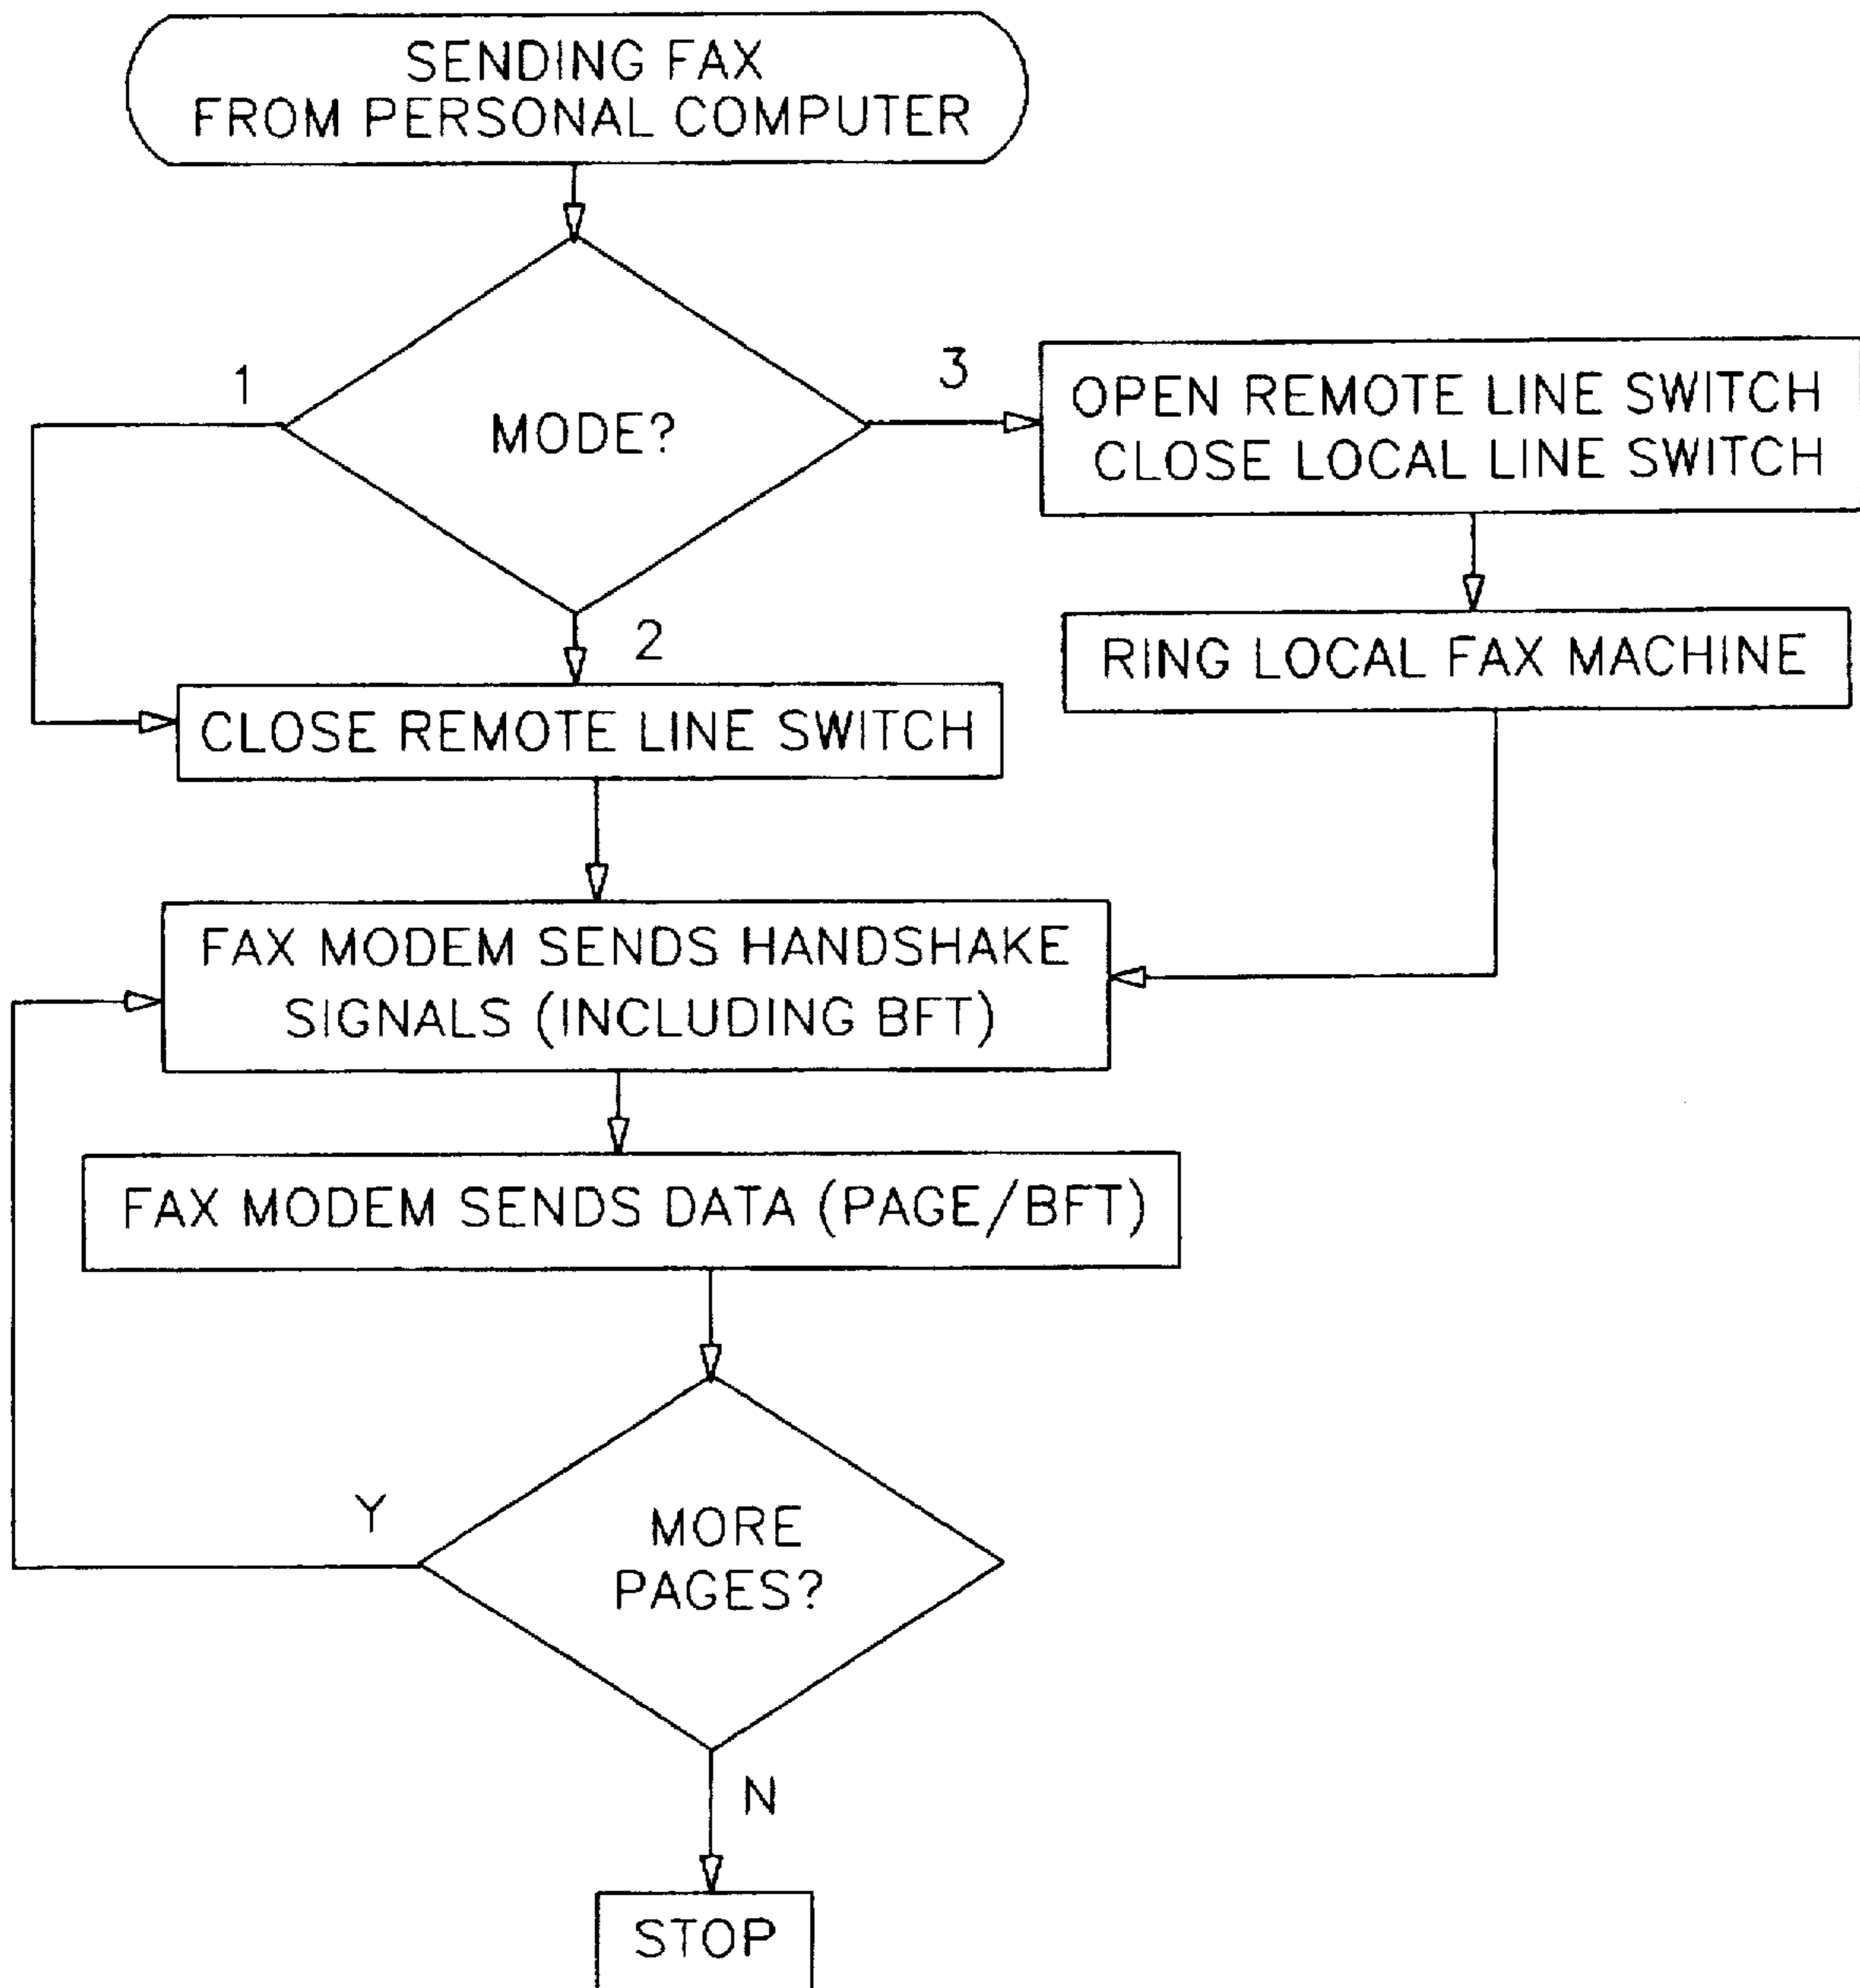 SENDING FAX
FROM PERSONAL COMPUTER
1
MODE?
3
OPEN REMOTE LINE SWITCH
CLOSE LOCAL LINE SWITCH
2
RING LOCAL FAX MACHINE
CLOSE REMOTE LINE SWITCH
FAX MODEM SENDS HANDSHAKE
SIGNALS (INCLUDING BFT)
FAX MODEM SENDS DATA (PAGE/BFT)
Y
MORE
PAGES?
N
STOP